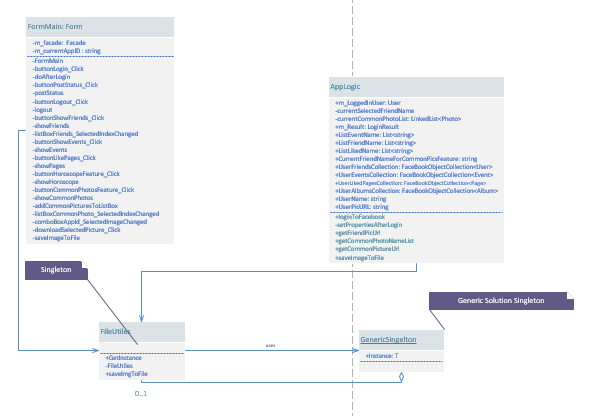 FormMain: Form
-m_facade: Facade
-m_currentAppID : string
-FormMain
-buttonLogin_Click
-doAfterLogin
-buttonPostStatus_Click
-postStatus
-buttonLogout_Click
-logout
-buttonShowFriends_Click
-showFriends
-listBoxFriends_SelectedIndexChanged
-buttonShowEvents_Click
-showEvents
-buttonLikePages_Click
-showPages
-buttonHoroscopeFeature_Click
-showHoroscope
-buttonCommonPhotosFeature_Click
-showCommonPhotos
-addCommonPicturesToListBox
-listBoxCommonPhoto_SelectedIndexChanged
-comboBoxAppId_SelectedImageChanged
-downloadSelectedPicture_Click
-saveImageToFile
AppLogic
+m_LoggedInUser: User
-currentSelectedFriendName
-currentCommonPhotoList: LinkedList<Photo>
+m_Result: LoginResult
+ListEventName: List<string>
+ListFriendName: List<string>
+ListLikedName: List<string>
+CurrentFriendNameForCommonPicsFeature: string
+UserFriendsCollection: FaceBookObjectCollection<User>
+UserEventsCollection: FaceBookObjectCollection<Event>
+UserLikedPagesCollection: FaceBookObjectCollection<Page>
+UserAlbumsCollection: FaceBookObjectCollection<Album>
+UserName: string
+UserPicURL: string
+loginToFacebook
-setPropertiesAfterLogin
+getFriendPicUrl
+getCommonPhotoNameList
+getCommonPictureUrl
+saveImageToFile
Singleton
Generic Solution Singleton
FileUtiles
+GetInstance
-FileUtiles
+saveImgToFile
uses
GenericSingelton
+Instance: T
0..1